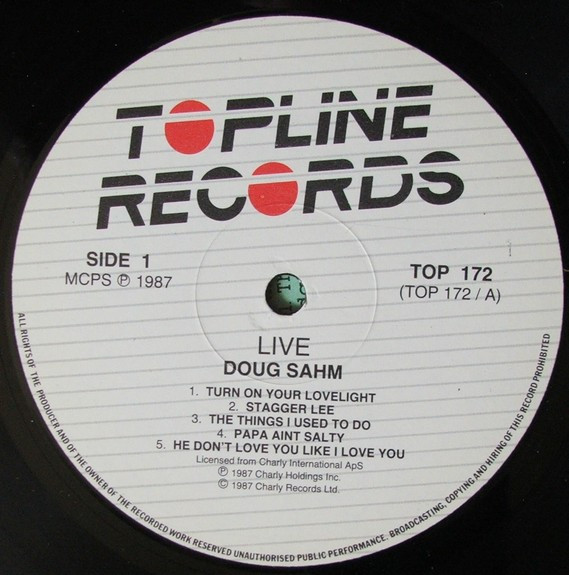 TOPLINE
RECORDS
SIDE 1
MCPS ℗ 1987
TOP 172
(TOP 172 / A)
LIVE
DOUG SAHM
1. TURN ON YOUR LOVELIGHT
2. STAGGER LEE
3. THE THINGS I USED TO DO
4. PAPA AINT SALTY
5. HE DON'T LOVE YOU LIKE I LOVE YOU
Licensed from Charly International ApS
℗ 1987 Charly Holdings Inc.
© 1987 Charly Records Ltd.
ALL RIGHTS OF THE PRODUCER AND OF THE OWNER OF THE RECORDED WORK RESERVED UNAUTHORISED PUBLIC PERFORMANCE. BROADCASTING, COPYING AND HIRING OF THIS RECORD PROHIBITED